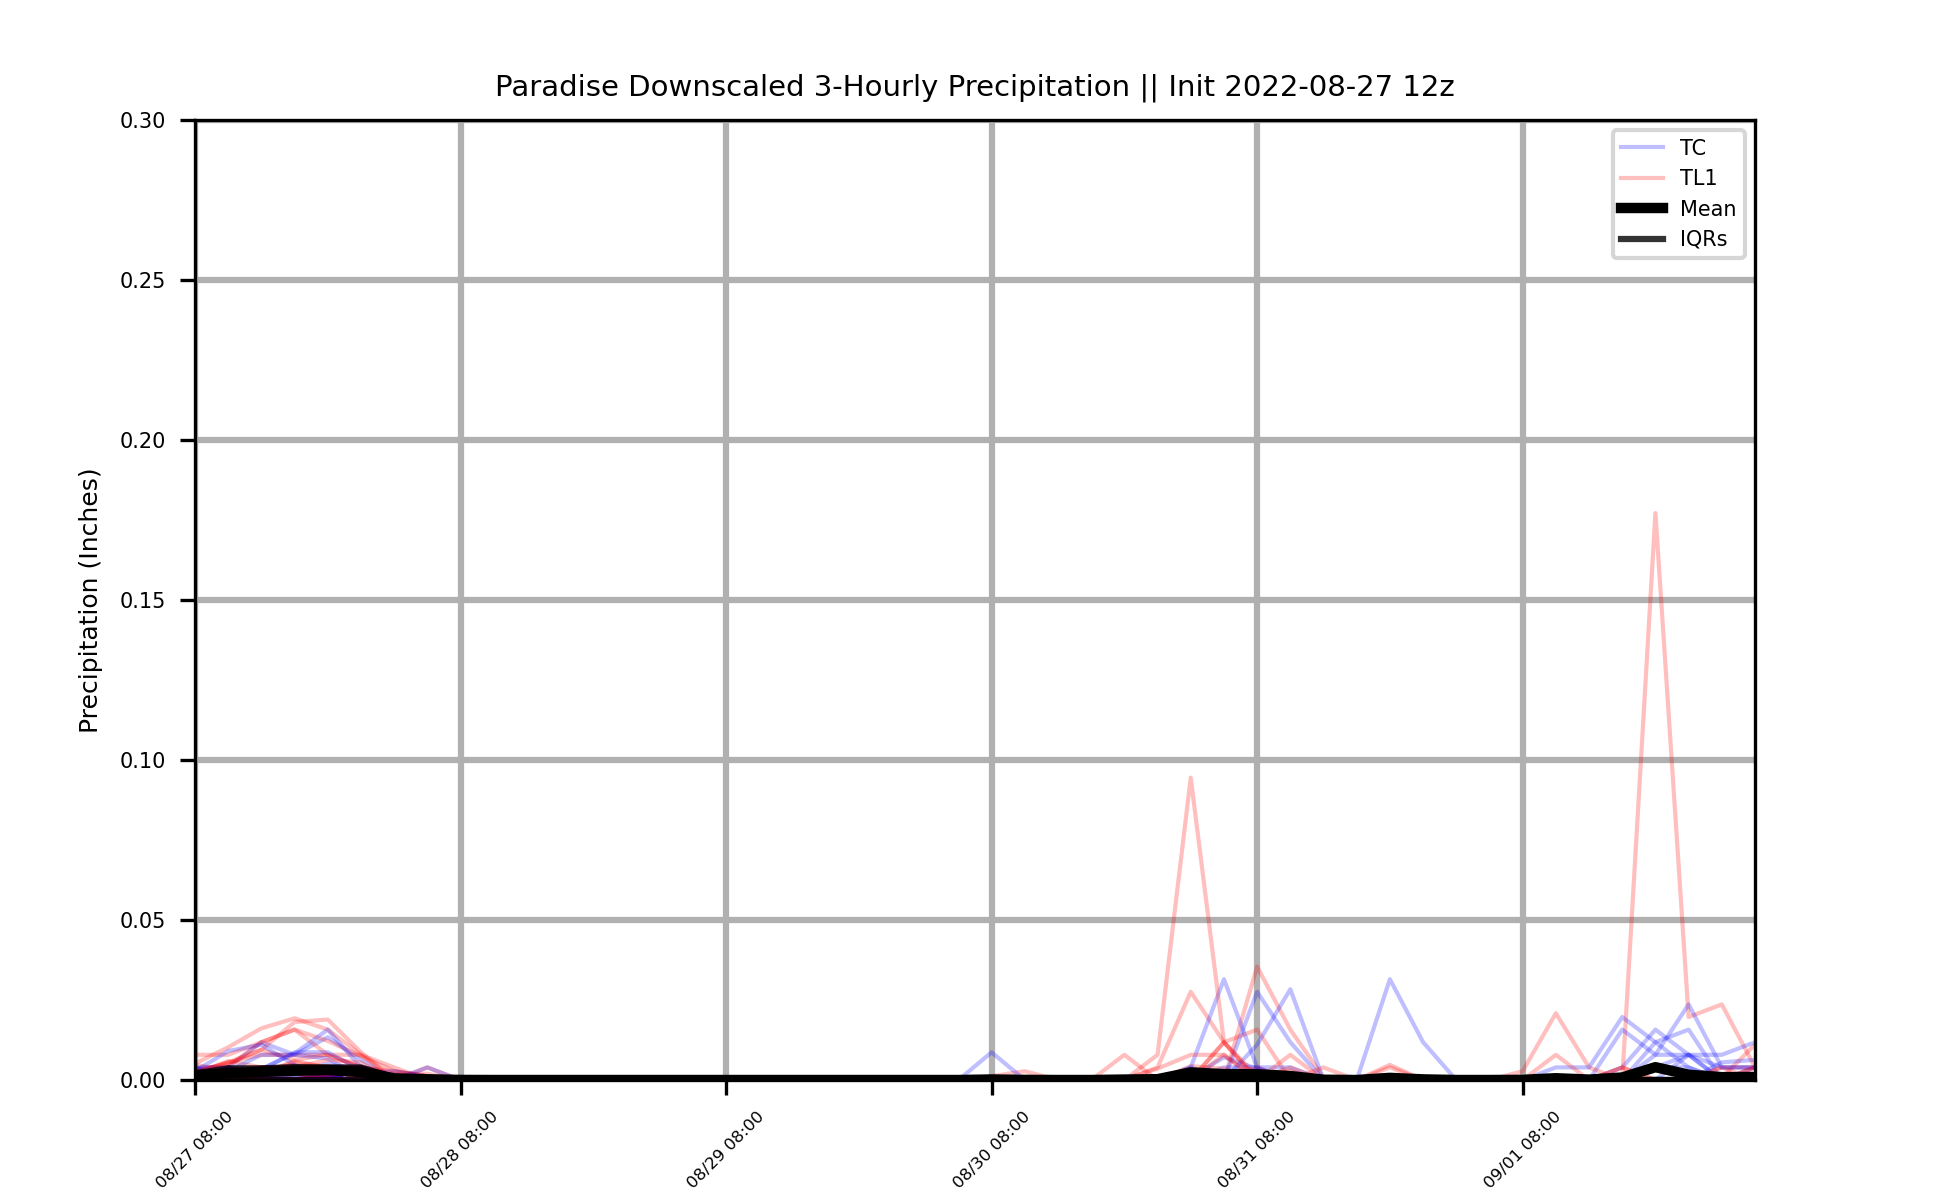 Paradise Downscaled 3-Hourly Precipitation || Init 2022-08-27 12z
Precipitation (Inches)
0.30
0.25
0.20
0.15
0.10
0.05
0.00
TC
TL1
Mean
IQRs
08/27 08:00
08/28 08:00
08/29 08:00
08/30 08:00
08/31 08:00
09/01 08:00